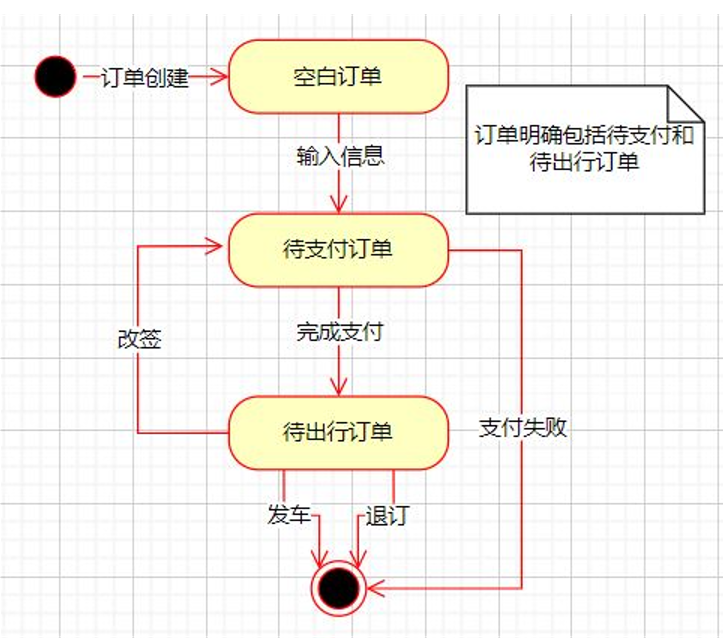 订单创建
空白订单
订单明确包括待支付和
待出行订单
输入信息
待支付订单
改签
完成支付
待出行订单
支付失败
发车
退订